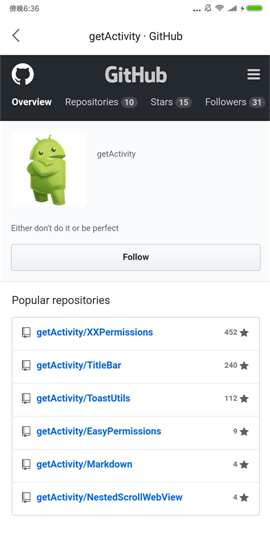 傍晚6:36
getActivity · GitHub
GitHub
Overview Repositories 10 Stars 15 Followers 31
getActivity
Either don't do it or be perfect
Follow
Popular repositories
getActivity/XXPermissions 452
getActivity/TitleBar 240
getActivity/ToastUtils 112
getActivity/EasyPermissions 9
getActivity/Markdown 4
getActivity/NestedScrollWebView 4